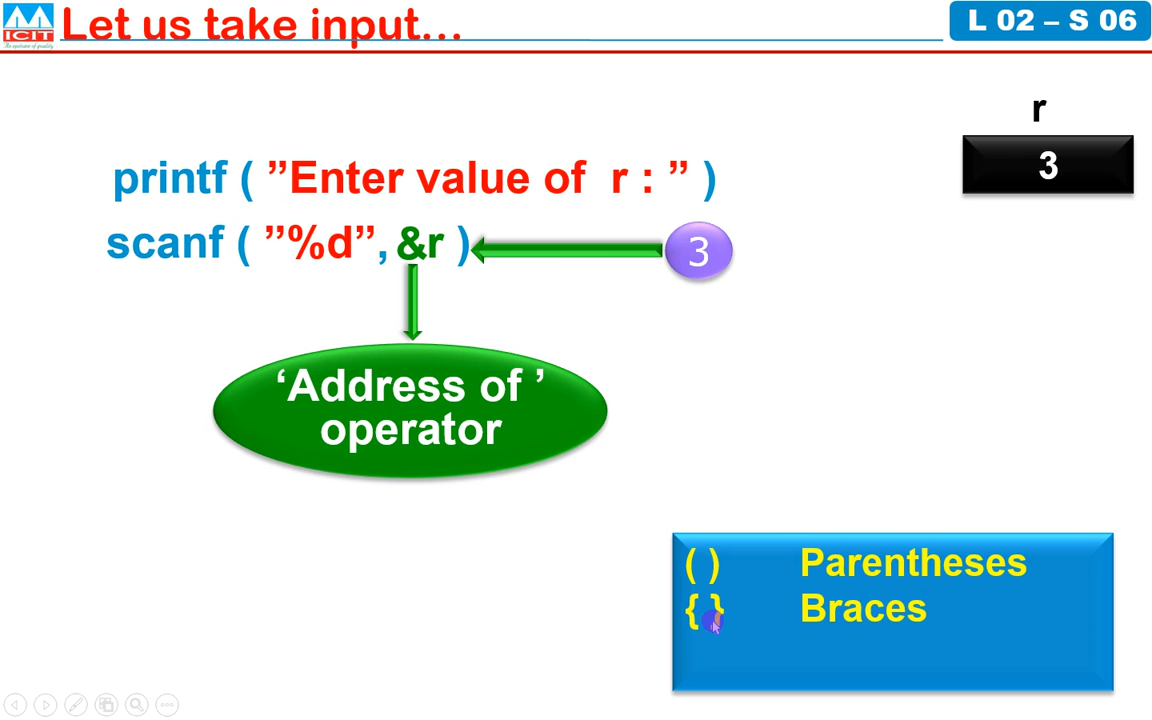 Let us take input...
L 02 – S 06
ICIT
r
3
printf ( ”Enter value of r : ” )
scanf ( ”%d”, &r )
3
‘Address of ’
operator
( ) Parentheses
{ } Braces